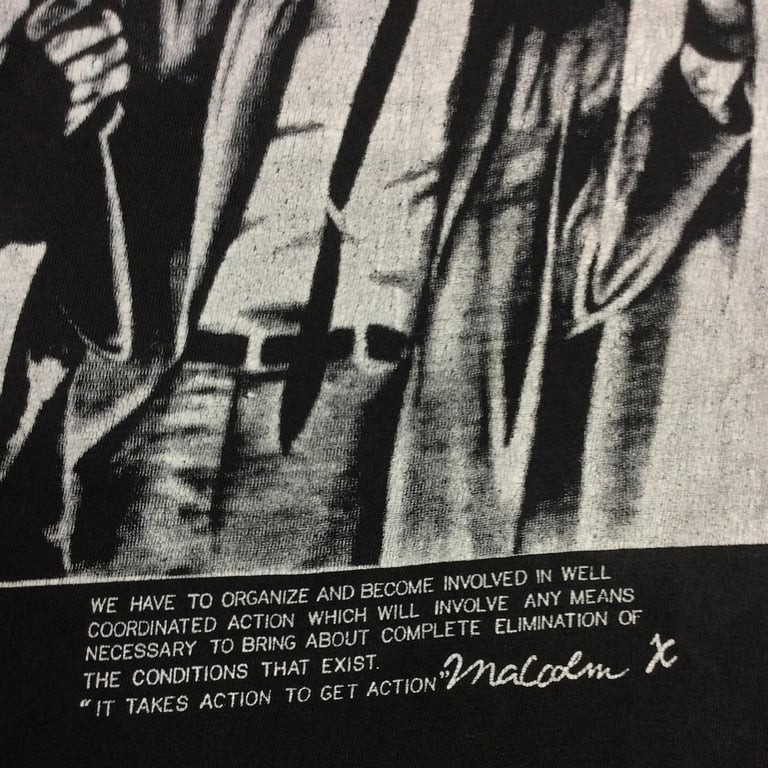 WE HAVE TO ORGANIZE AND BECOME INVOLVED IN WELL
COORDINATED ACTION WHICH WILL INVOLVE ANY MEANS
NECESSARY TO BRING ABOUT COMPLETE ELIMINATION OF
THE CONDITIONS THAT EXIST.
"IT TAKES ACTION TO GET ACTION" Malcolm X